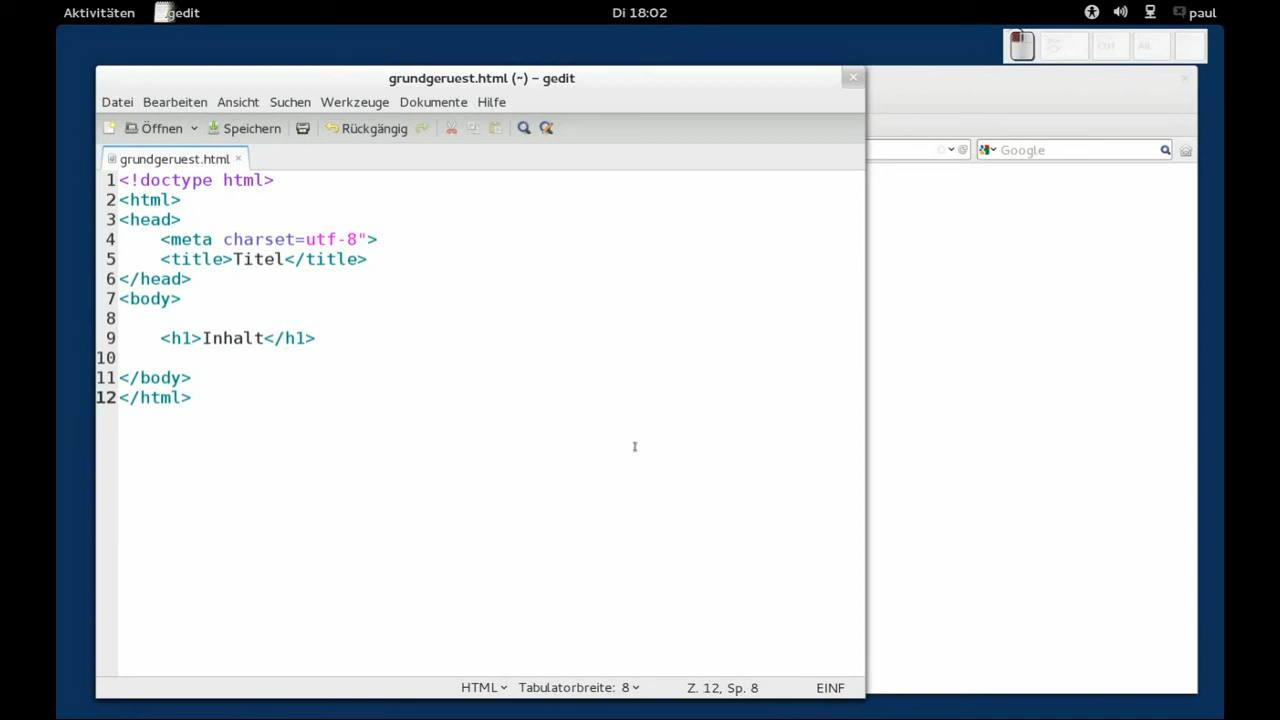 Aktivitäten gedit Di 18:02 paul
grundgeruest.html (~) – gedit
Datei Bearbeiten Ansicht Suchen Werkzeuge Dokumente Hilfe
Öffnen Speichern Rückgängig
Google
grundgeruest.html
1 <!doctype html>
2 <html>
3 <head>
4     <meta charset=utf-8">
5     <title>Titel</title>
6 </head>
7 <body>
8
9     <h1>Inhalt</h1>
10
11 </body>
12 </html>
HTML Tabulatorbreite: 8 Z. 12, Sp. 8 EINF